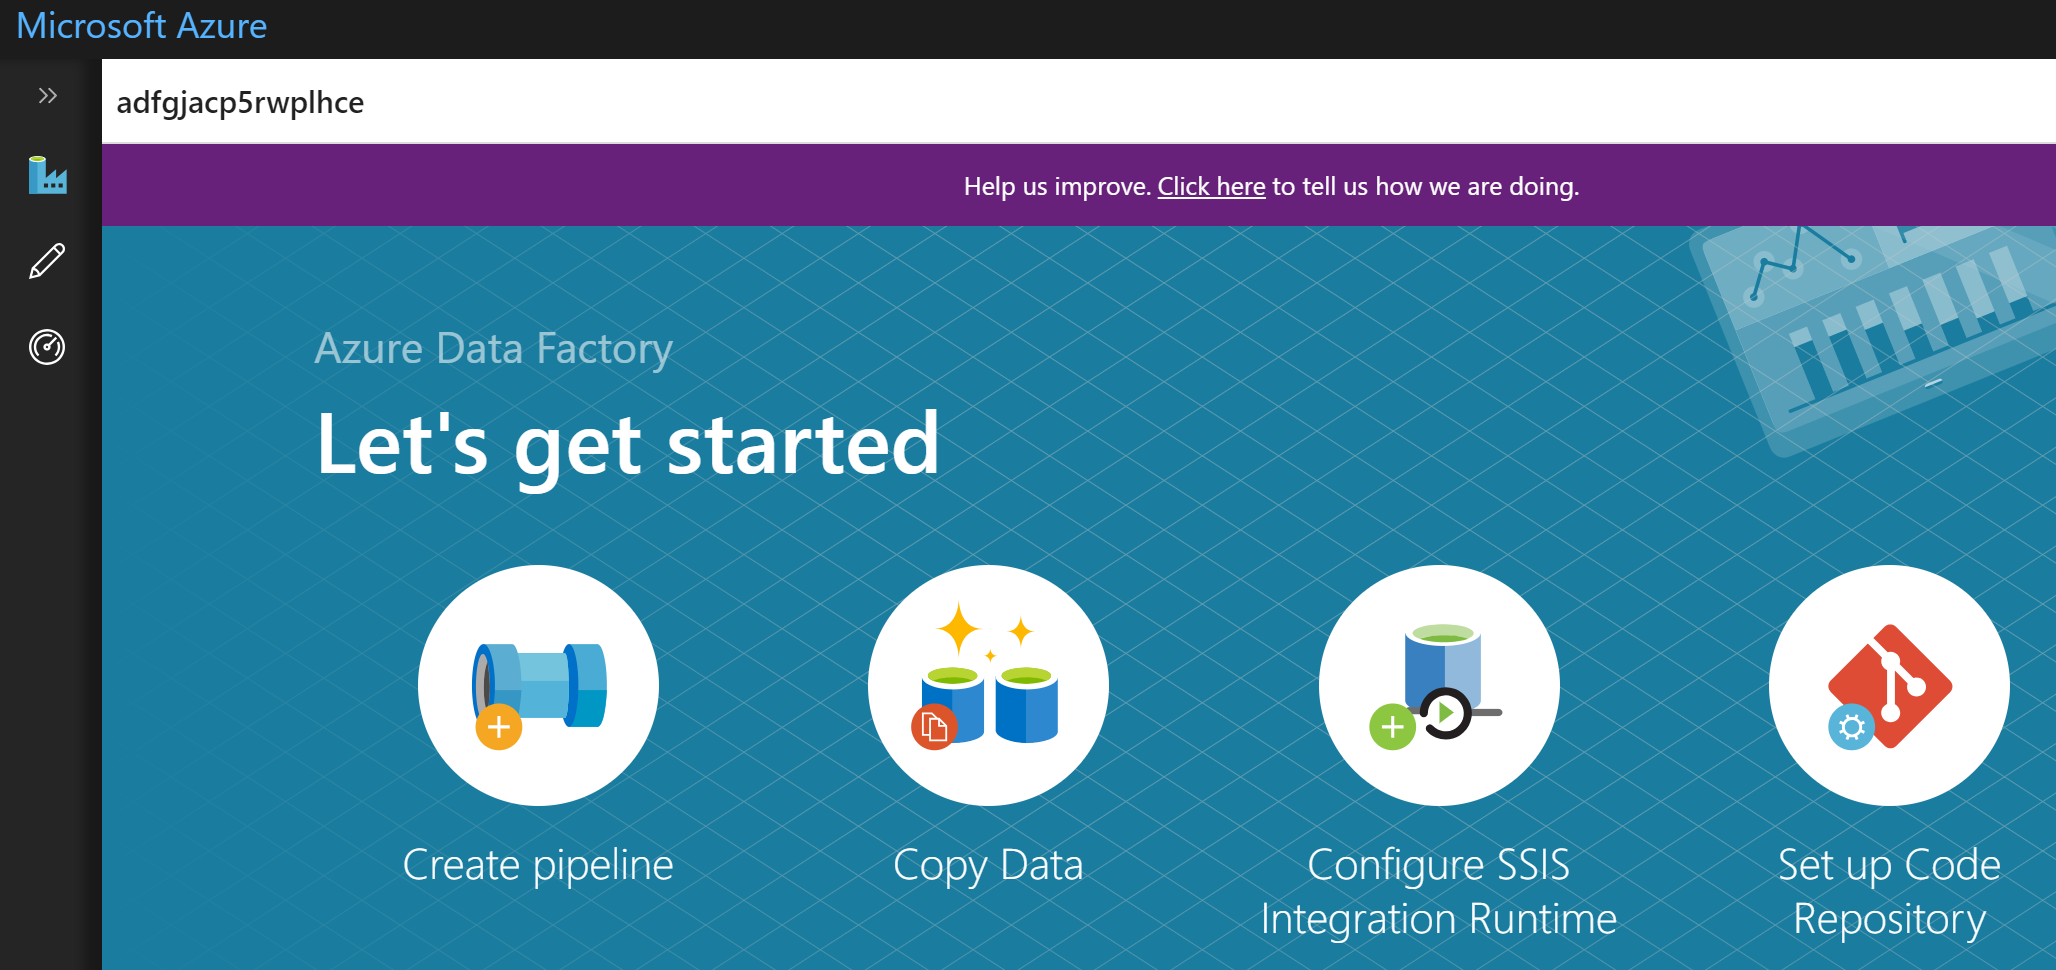 Microsoft Azure
adfgjacp5rwplhce
Help us improve. Click here to tell us how we are doing.
Azure Data Factory
Let's get started
Create pipeline
Copy Data
Configure SSIS
Integration Runtime
Set up Code
Repository